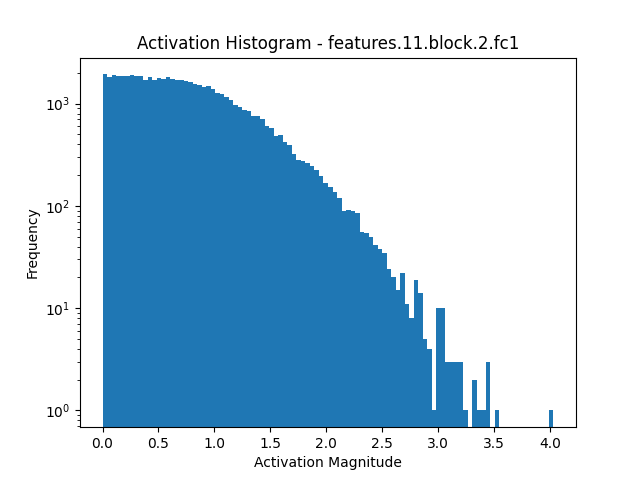 Activation Histogram - features.11.block.2.fc1
Frequency
10³
10²
10¹
10⁰
0.0 0.5 1.0 1.5 2.0 2.5 3.0 3.5 4.0
Activation Magnitude